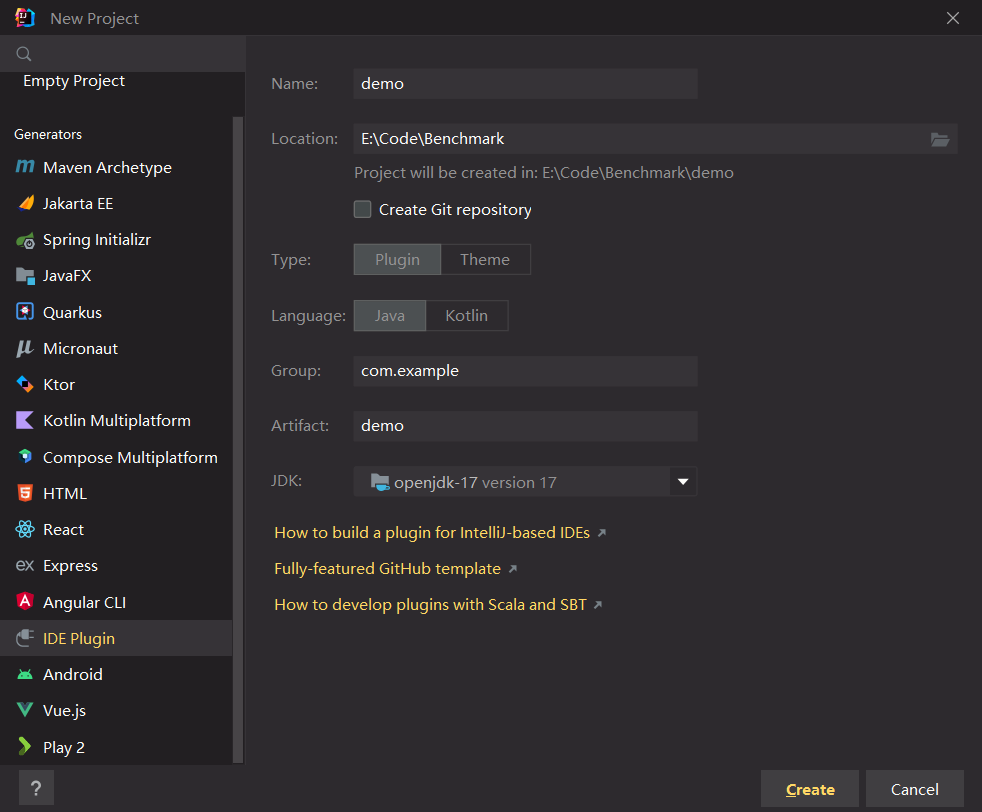 New Project
Empty Project
Generators
Maven Archetype
Jakarta EE
Spring Initializr
JavaFX
Quarkus
Micronaut
Ktor
Kotlin Multiplatform
Compose Multiplatform
HTML
React
ex Express
Angular CLI
IDE Plugin
Android
Vue.js
Play 2
?
Name: demo
Location: E:\Code\Benchmark
Project will be created in: E:\Code\Benchmark\demo
Create Git repository
Type: Plugin Theme
Language: Java Kotlin
Group: com.example
Artifact: demo
JDK: openjdk-17 version 17
How to build a plugin for IntelliJ-based IDEs ↗
Fully-featured GitHub template ↗
How to develop plugins with Scala and SBT ↗
Create Cancel